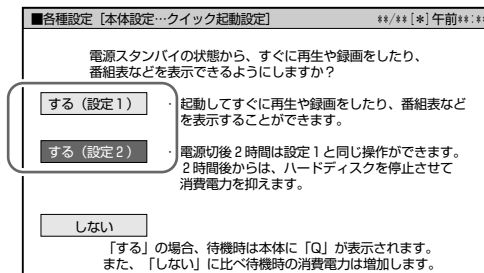 ■各種設定［本体設定…クイック起動設定］ **/**[*]午前**:**
電源スタンバイの状態から、すぐに再生や録画をしたり、
番組表などを表示できるようにしますか？
する（設定１） ・起動してすぐに再生や録画をしたり、番組表など
を表示することができます。
する（設定２） ・電源切後２時間は設定１と同じ操作ができます。
２時間後からは、ハードディスクを停止させて
消費電力を抑えます。
しない
「する」の場合、待機時は本体に「Q」が表示されます。
また、「しない」に比べ待機時の消費電力は増加します。